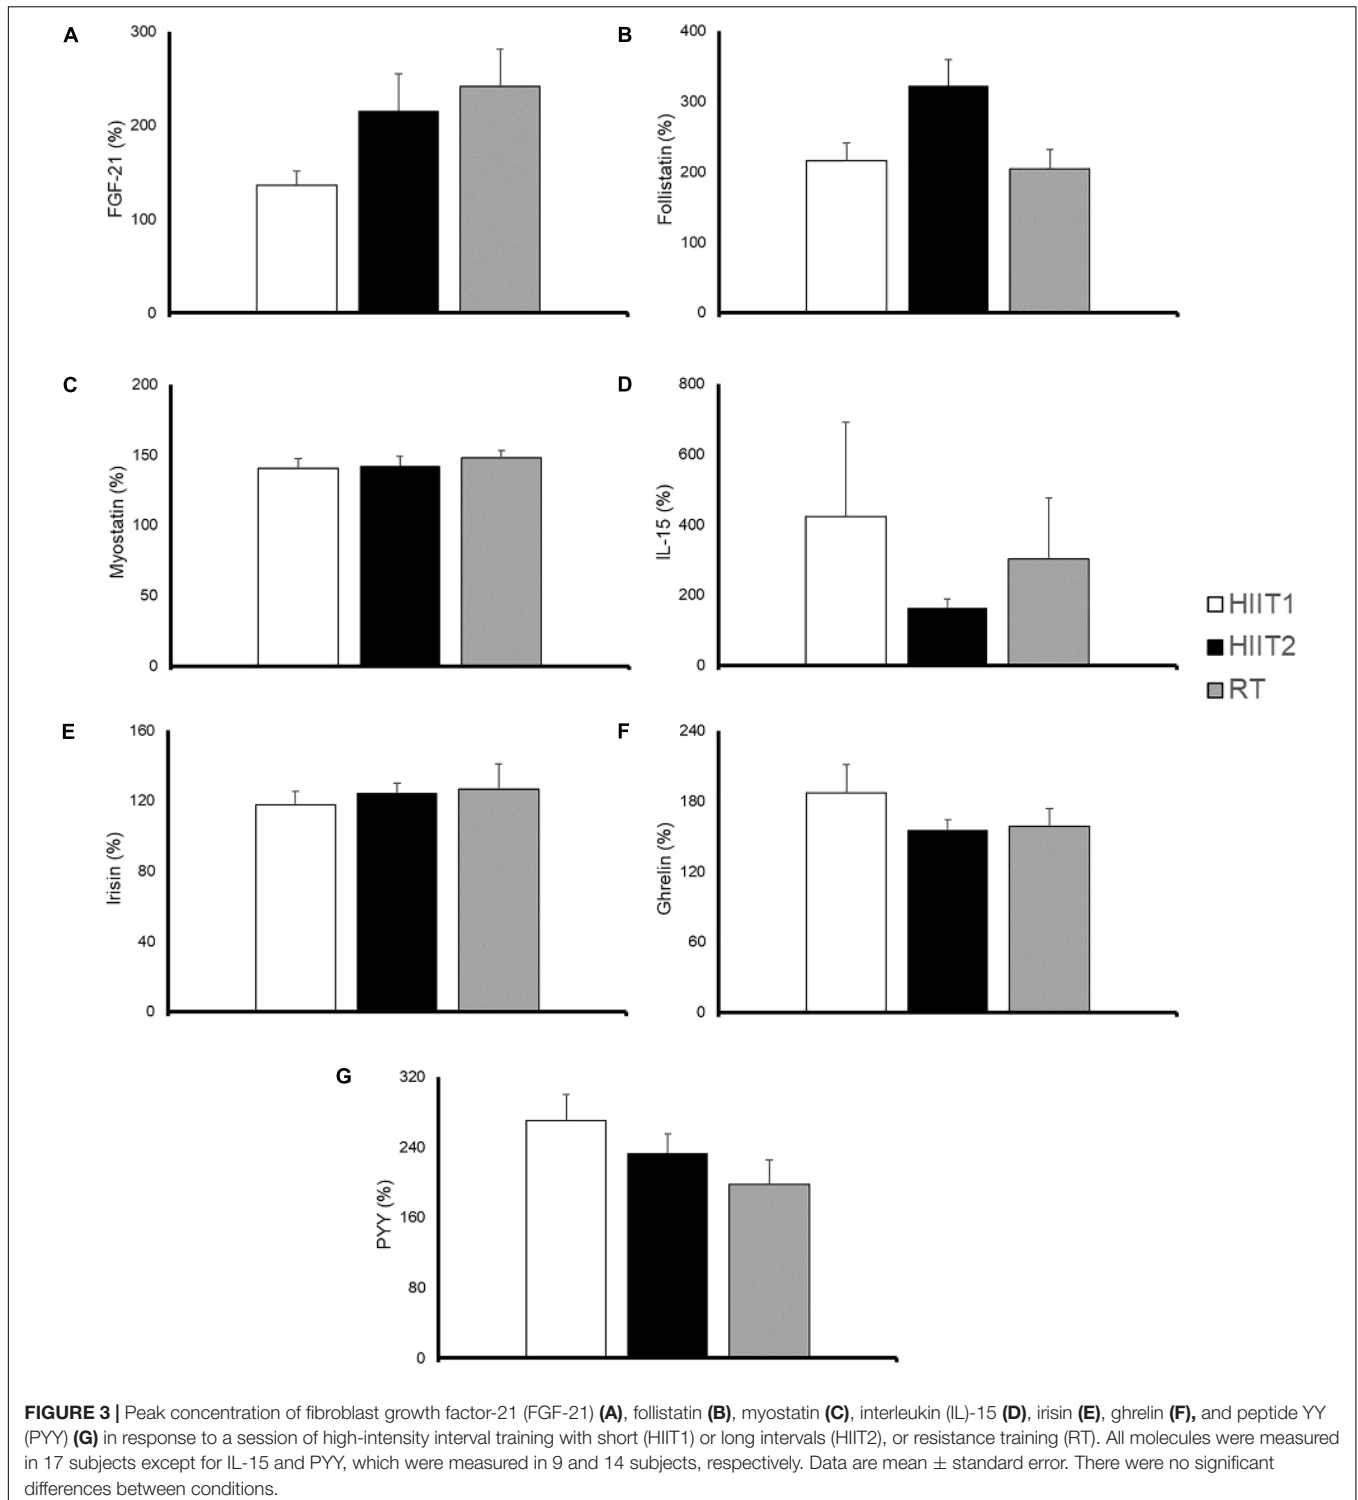 A
300
200
100
0
FGF-21 (%)
B
400
300
200
100
0
Follistatin (%)
C
200
150
100
50
0
Myostatin (%)
D
800
600
400
200
0
IL-15 (%)
HIIT1
HIIT2
RT
E
160
120
80
40
0
Irisin (%)
F
240
180
120
60
0
Ghrelin (%)
G
320
240
160
80
0
PYY (%)
FIGURE 3 | Peak concentration of fibroblast growth factor-21 (FGF-21) (A), follistatin (B), myostatin (C), interleukin (IL)-15 (D), irisin (E), ghrelin (F), and peptide YY
(PYY) (G) in response to a session of high-intensity interval training with short (HIIT1) or long intervals (HIIT2), or resistance training (RT). All molecules were measured
in 17 subjects except for IL-15 and PYY, which were measured in 9 and 14 subjects, respectively. Data are mean ± standard error. There were no significant
differences between conditions.